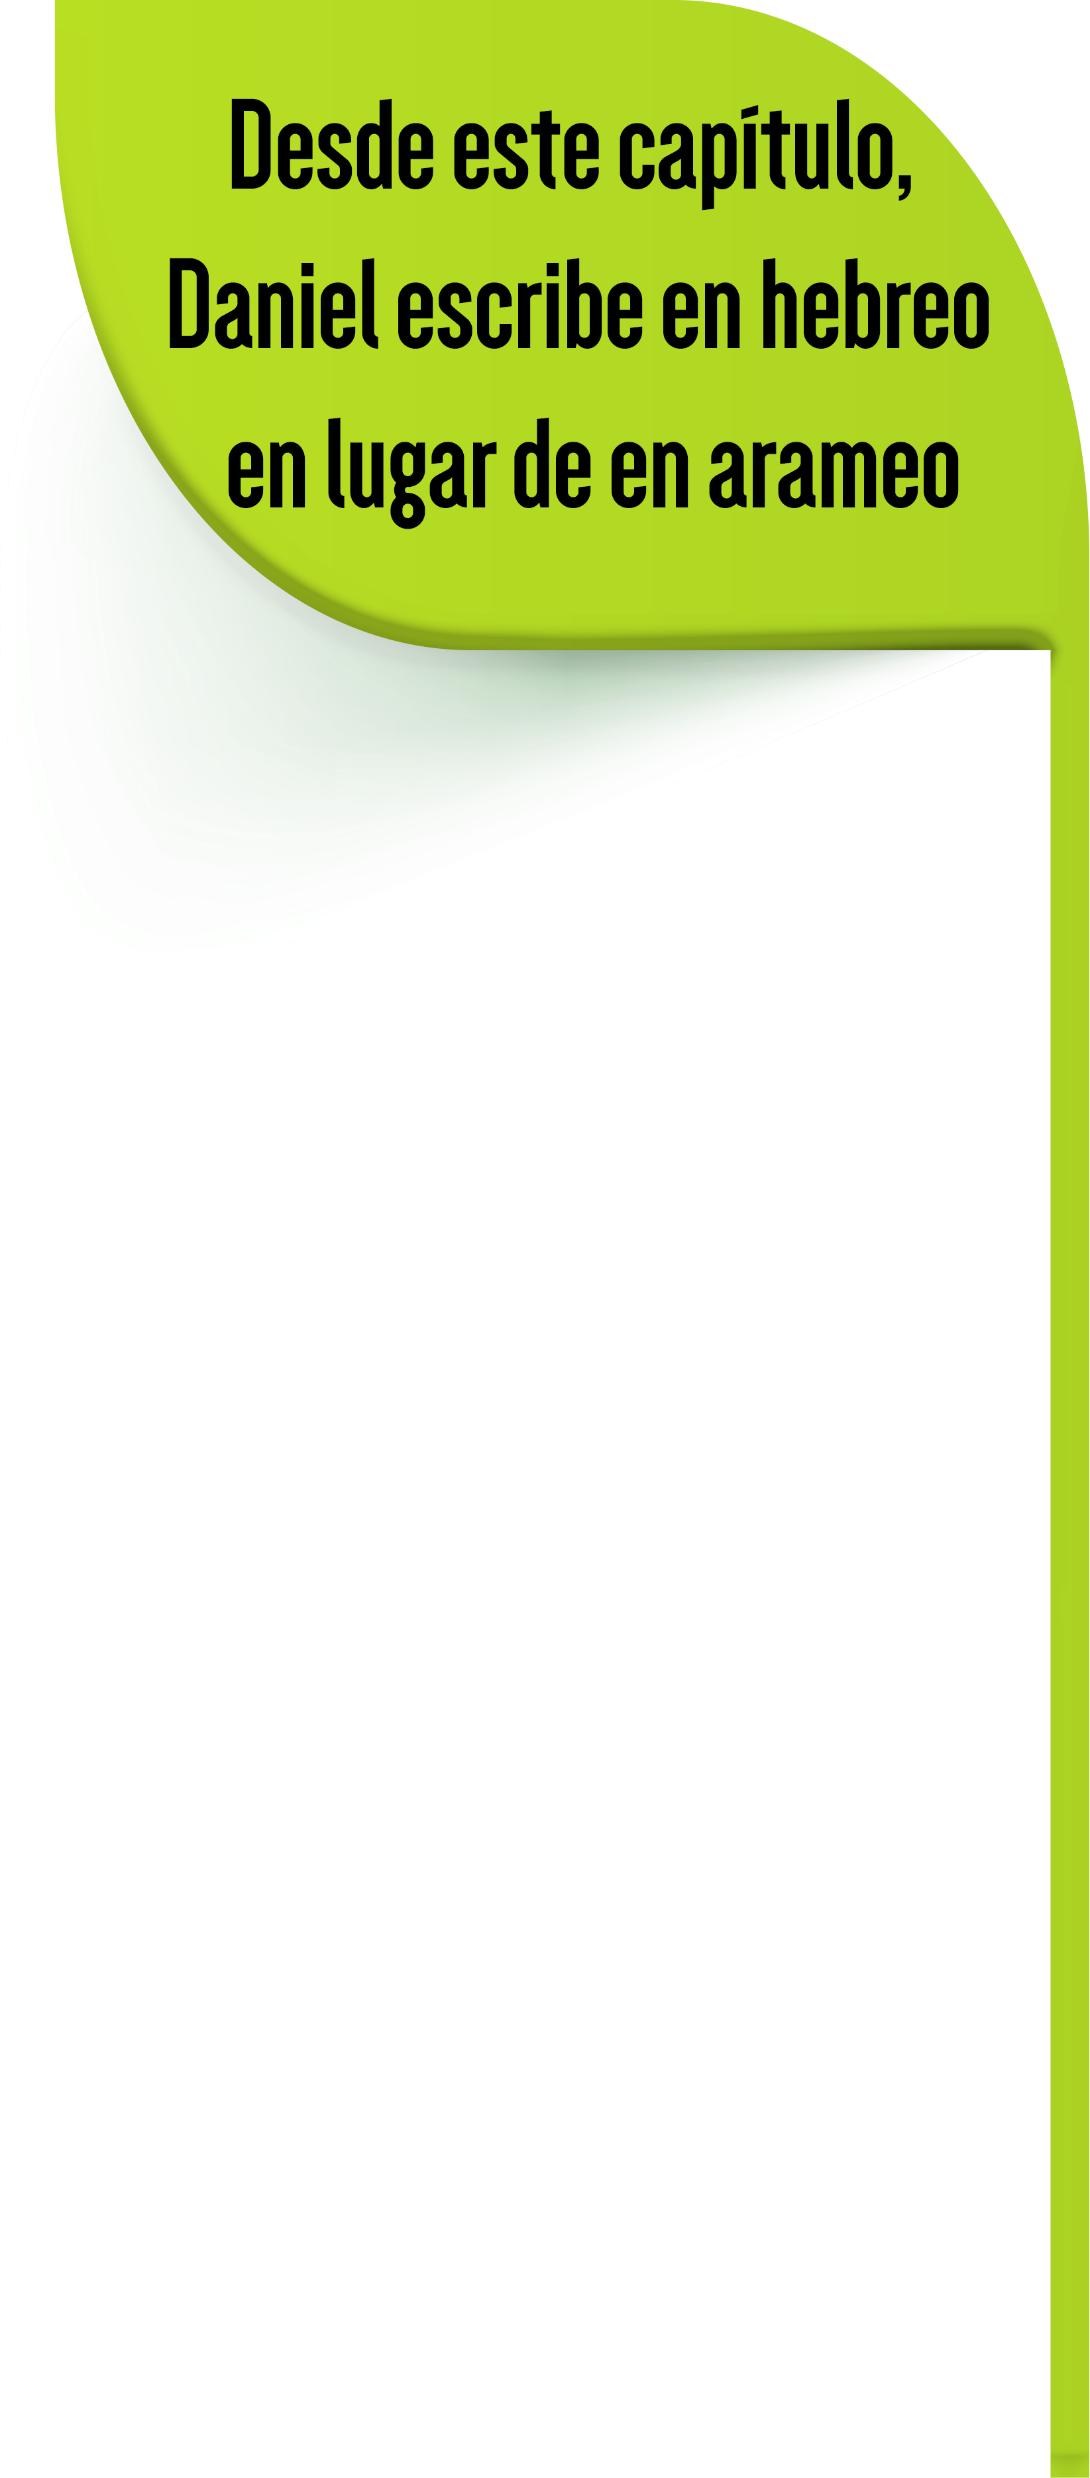 Desde este capítulo,
Daniel escribe en hebreo
en lugar de en arameo